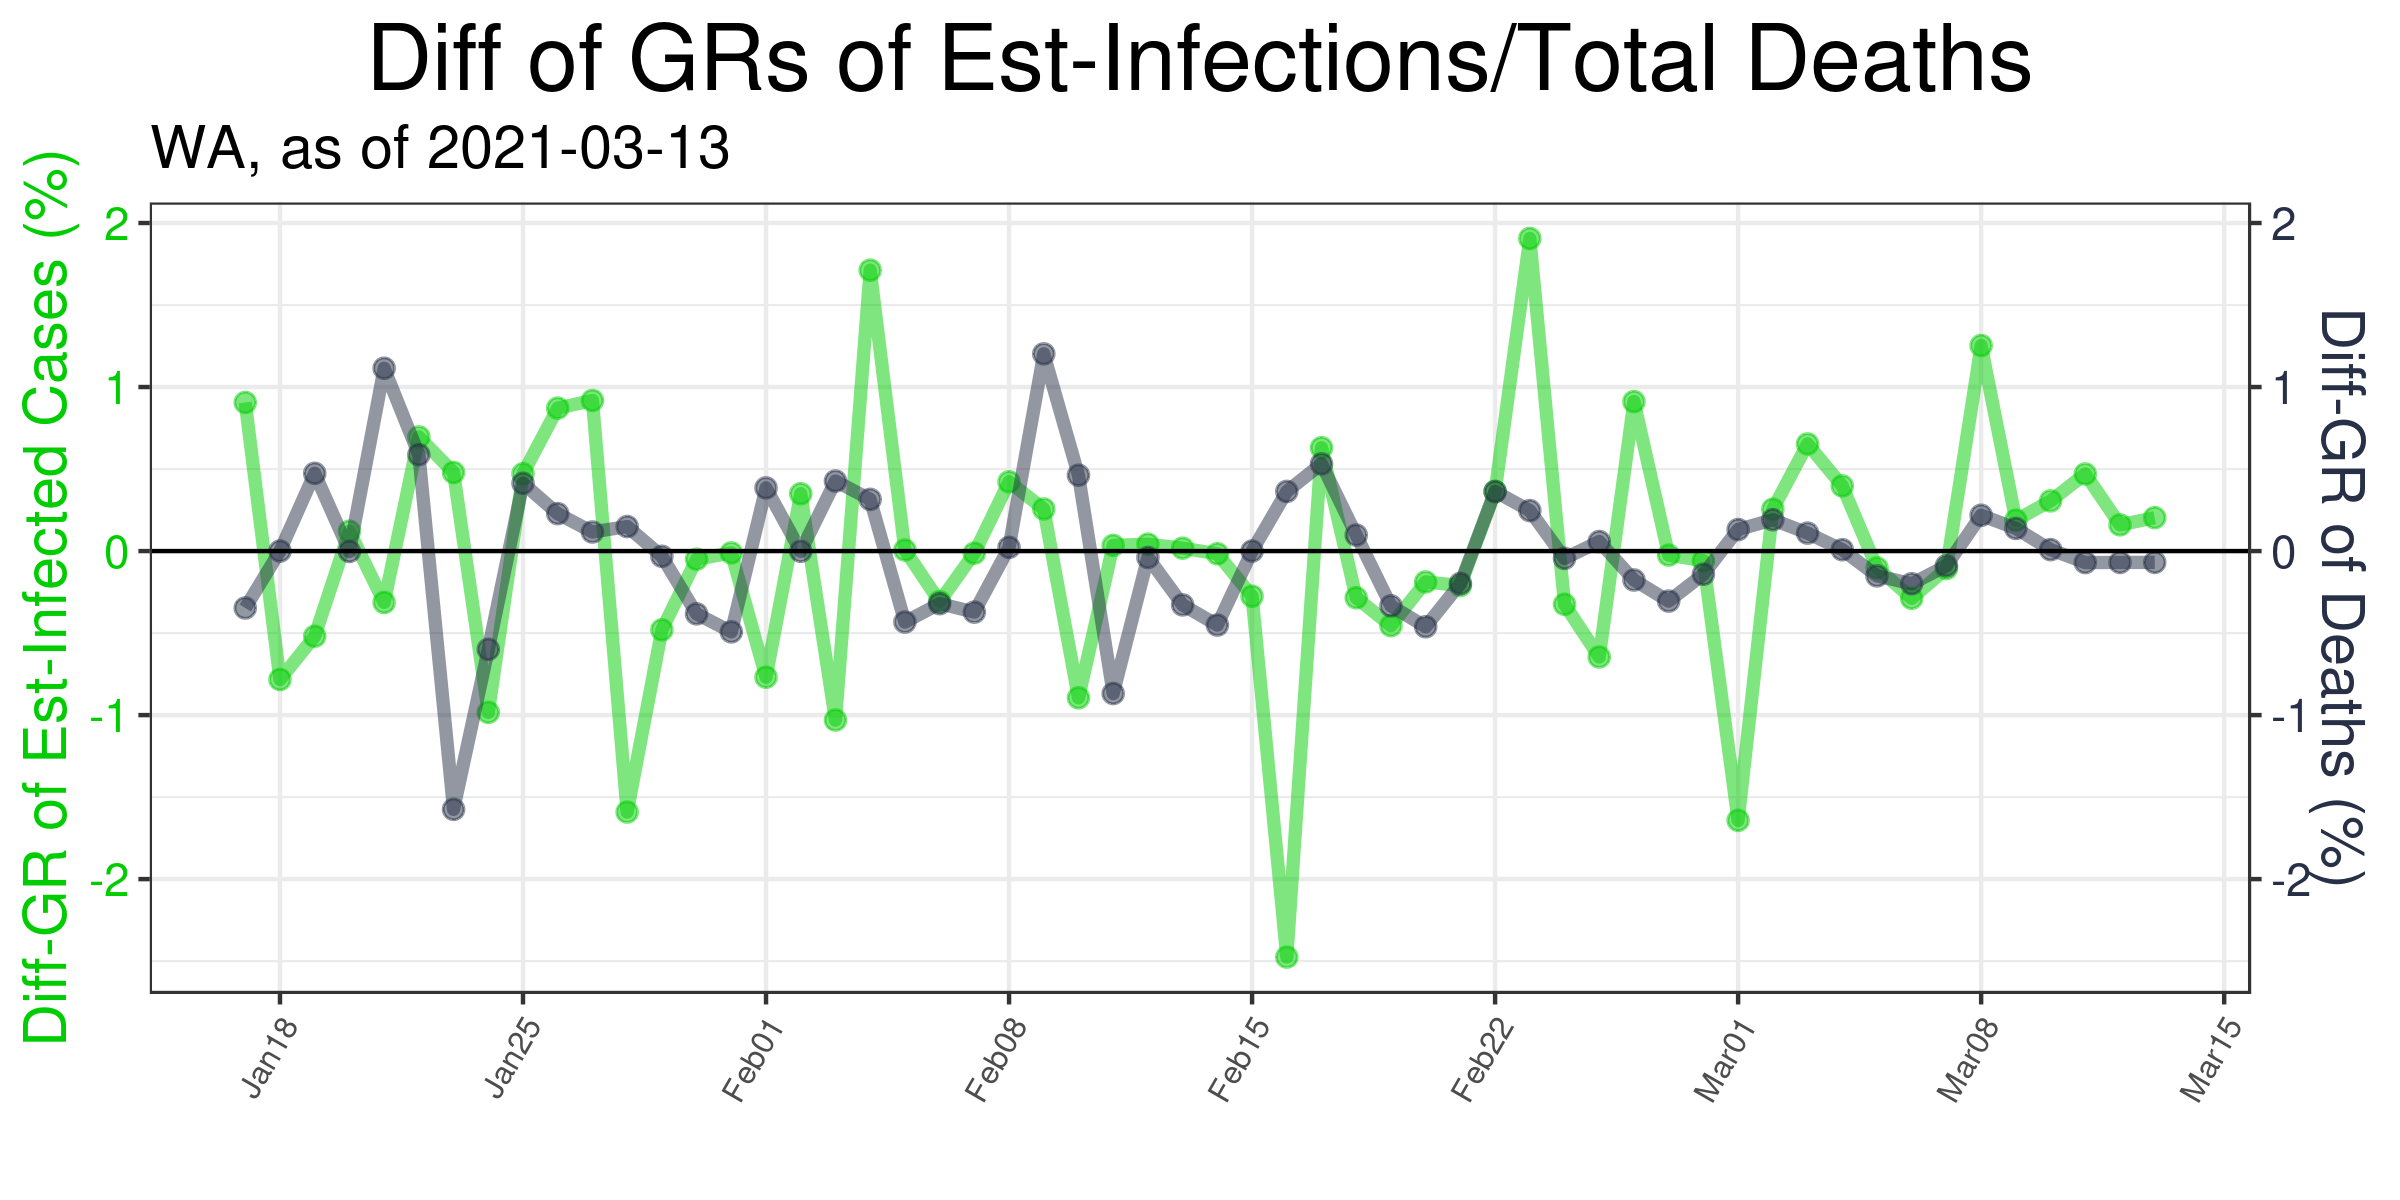 Diff of GRs of Est-Infections/Total Deaths
WA, as of 2021-03-13
Diff-GR of Est-Infected Cases (%)
2
1
0
-1
-2
2
1
0
-1
-2
Diff-GR of Deaths (%)
Jan18
Jan25
Feb01
Feb08
Feb15
Feb22
Mar01
Mar08
Mar15